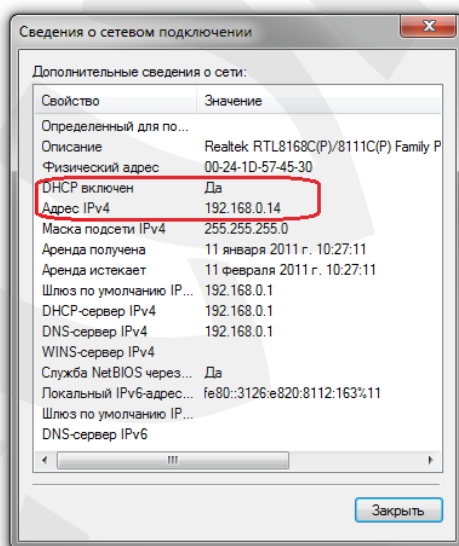 Сведения о сетевом подключении
Дополнительные сведения о сети:
Свойство Значение
Определенный для по...
Описание Realtek RTL8168C(P)/8111C(P) Family P
Физический адрес 00-24-1D-57-45-30
DHCP включен Да
Адрес IPv4 192.168.0.14
Маска подсети IPv4 255.255.255.0
Аренда получена 11 января 2011 г. 10:27:11
Аренда истекает 11 февраля 2011 г. 10:27:11
Шлюз по умолчанию IP... 192.168.0.1
DHCP-сервер IPv4 192.168.0.1
DNS-сервер IPv4 192.168.0.1
WINS-сервер IPv4
Служба NetBIOS через... Да
Локальный IPv6-адрес... fe80::3126:e820:8112:163%11
Шлюз по умолчанию IP...
DNS-сервер IPv6
Закрыть